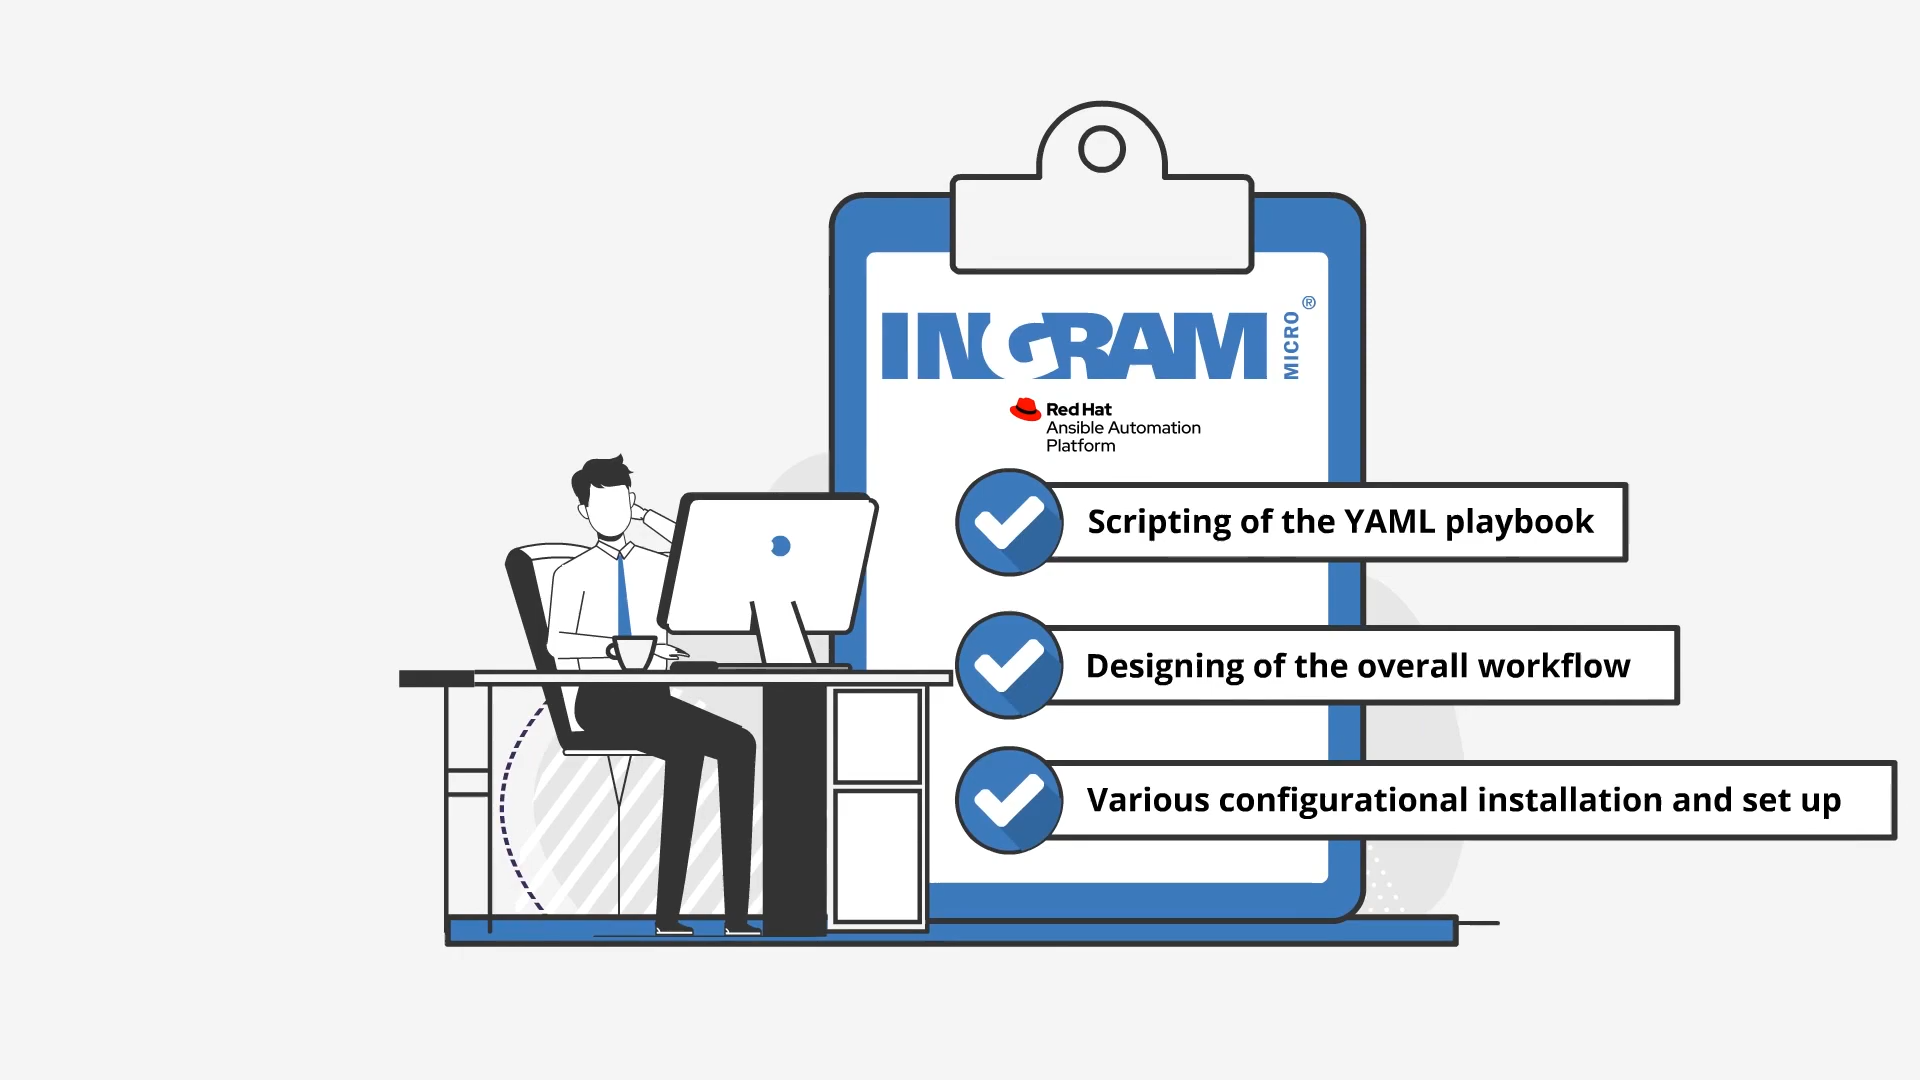 INGRAM MICRO ®
Red Hat
Ansible Automation
Platform
Scripting of the YAML playbook
Designing of the overall workflow
Various configurational installation and set up